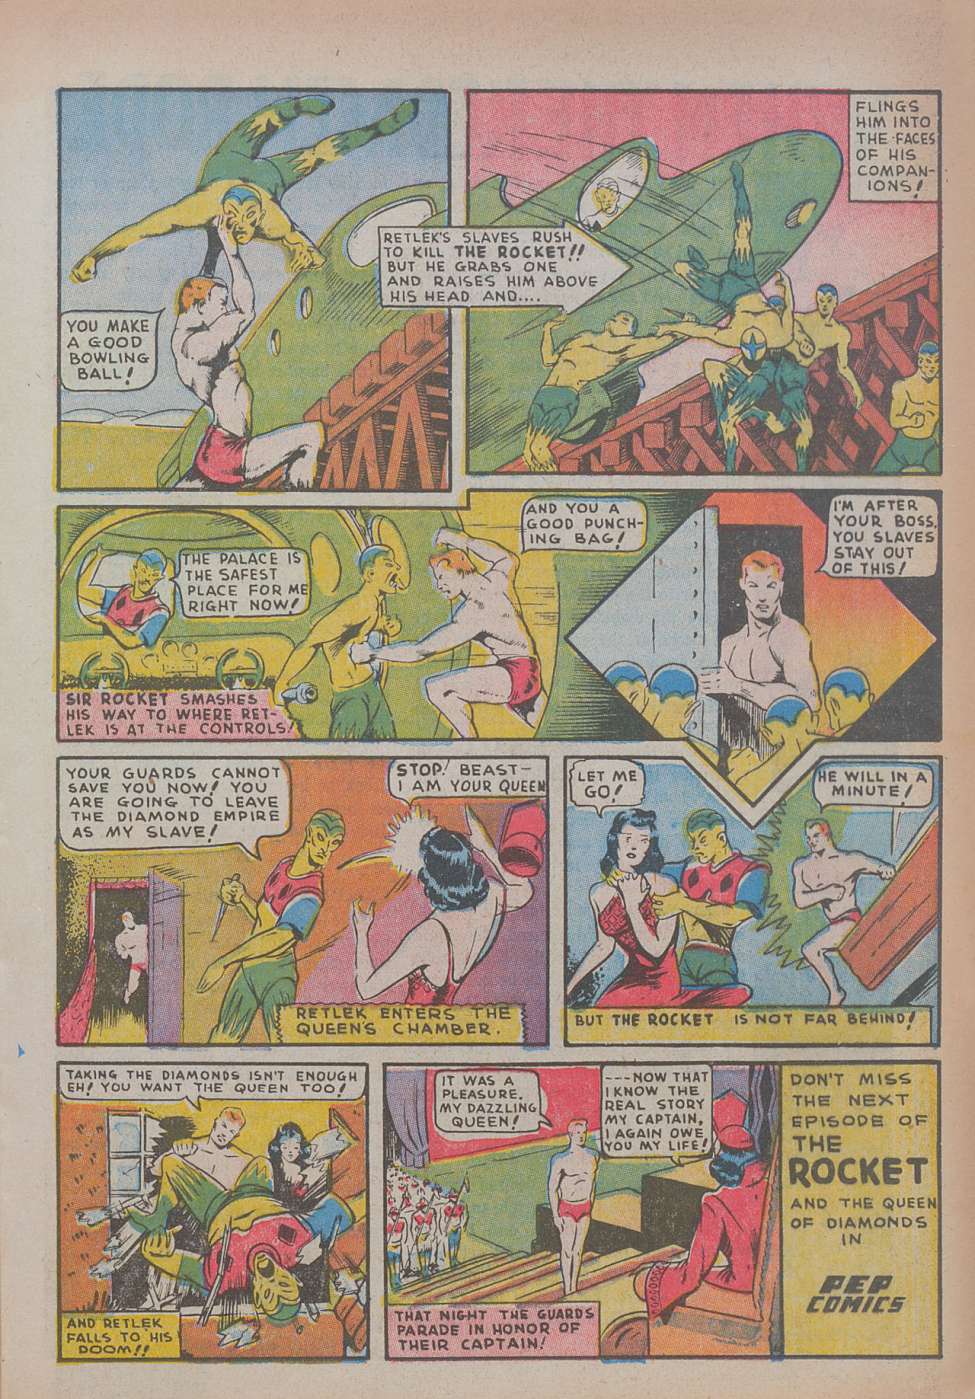 YOU MAKE
A GOOD
BOWLING
BALL!
RETLEK'S SLAVES RUSH
TO KILL THE ROCKET!!
BUT HE GRABS ONE
AND RAISES HIM ABOVE
HIS HEAD AND....
FLINGS
HIM INTO
THE FACES
OF HIS
COMPAN-
IONS!
THE PALACE IS
THE SAFEST
PLACE FOR ME
RIGHT NOW!
SIR ROCKET SMASHES
HIS WAY TO WHERE RET-
LEK IS AT THE CONTROLS!
AND YOU A
GOOD PUNCH-
ING BAG!
I'M AFTER
YOUR BOSS,
YOU SLAVES
STAY OUT
OF THIS!
YOUR GUARDS CANNOT
SAVE YOU NOW! YOU
ARE GOING TO LEAVE
THE DIAMOND EMPIRE
AS MY SLAVE!
STOP! BEAST-
I AM YOUR QUEEN
RETLEK ENTERS THE
QUEEN'S CHAMBER.
LET ME
GO!
HE WILL IN A
MINUTE!
BUT THE ROCKET IS NOT FAR BEHIND!
TAKING THE DIAMONDS ISN'T ENOUGH
EH! YOU WANT THE QUEEN TOO!
AND RETLEK
FALLS TO HIS
DOOM!!
IT WAS A
PLEASURE,
MY DAZZLING
QUEEN!
----NOW THAT
I KNOW THE
REAL STORY
MY CAPTAIN,
I AGAIN OWE
YOU MY LIFE!
THAT NIGHT THE GUARDS
PARADE IN HONOR OF
THEIR CAPTAIN!
DON'T MISS
THE NEXT
EPISODE OF
THE
ROCKET
AND THE QUEEN
OF DIAMONDS
IN
PEP
COMICS
6